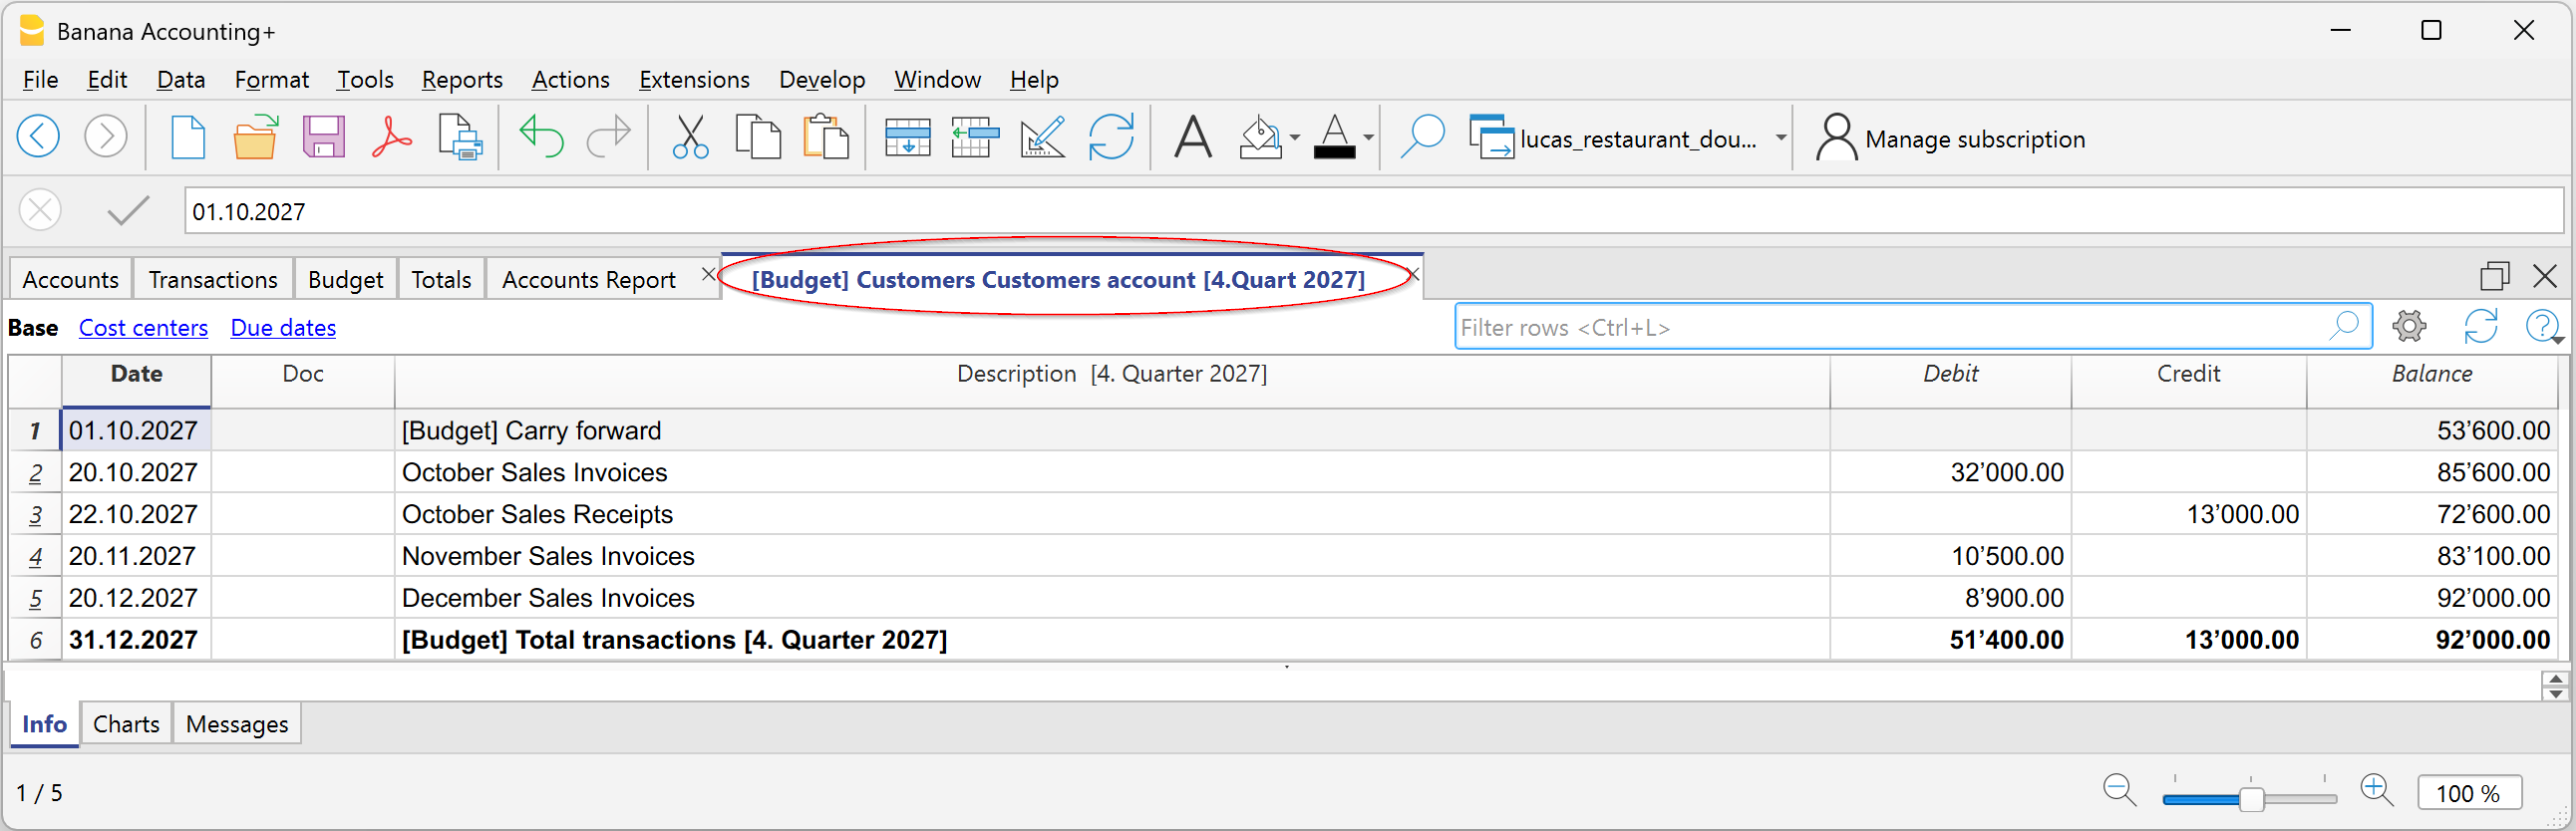 Banana Accounting+
File Edit Data Format Tools Reports Actions Extensions Develop Window Help
lucas_restaurant_dou... Manage subscription
01.10.2027
Accounts Transactions Budget Totals Accounts Report [Budget] Customers Customers account [4.Quart 2027]
Base Cost centers Due dates Filter rows <Ctrl+L>
Date Doc Description [4. Quarter 2027] Debit Credit Balance
1 01.10.2027 [Budget] Carry forward 53’600.00
2 20.10.2027 October Sales Invoices 32’000.00 85’600.00
3 22.10.2027 October Sales Receipts 13’000.00 72’600.00
4 20.11.2027 November Sales Invoices 10’500.00 83’100.00
5 20.12.2027 December Sales Invoices 8’900.00 92’000.00
6 31.12.2027 [Budget] Total transactions [4. Quarter 2027] 51’400.00 13’000.00 92’000.00
Info Charts Messages
1 / 5 100 %